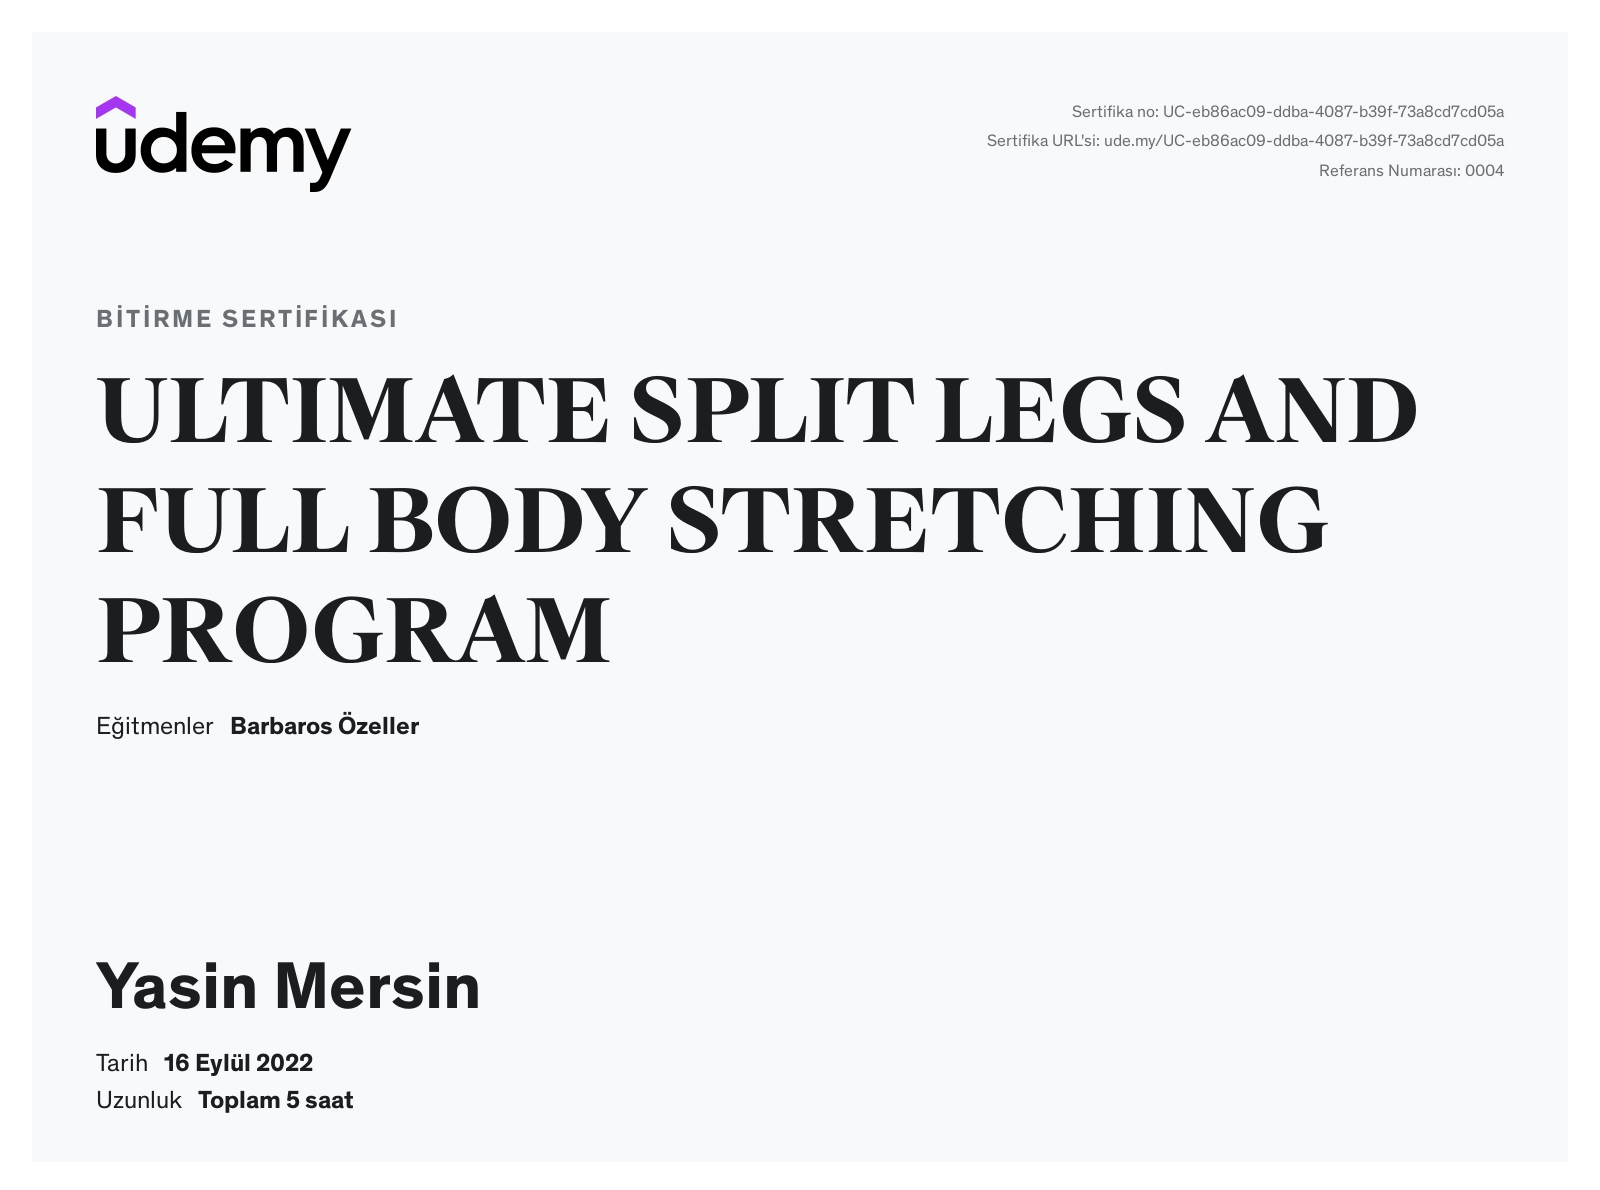 udemy
Sertifika no: UC-eb86ac09-ddba-4087-b39f-73a8cd7cd05a
Sertifika URL'si: ude.my/UC-eb86ac09-ddba-4087-b39f-73a8cd7cd05a
Referans Numarası: 0004
BİTİRME SERTİFİKASI
ULTIMATE SPLIT LEGS AND
FULL BODY STRETCHING
PROGRAM
Eğitmenler Barbaros Özeller
Yasin Mersin
Tarih 16 Eylül 2022
Uzunluk Toplam 5 saat